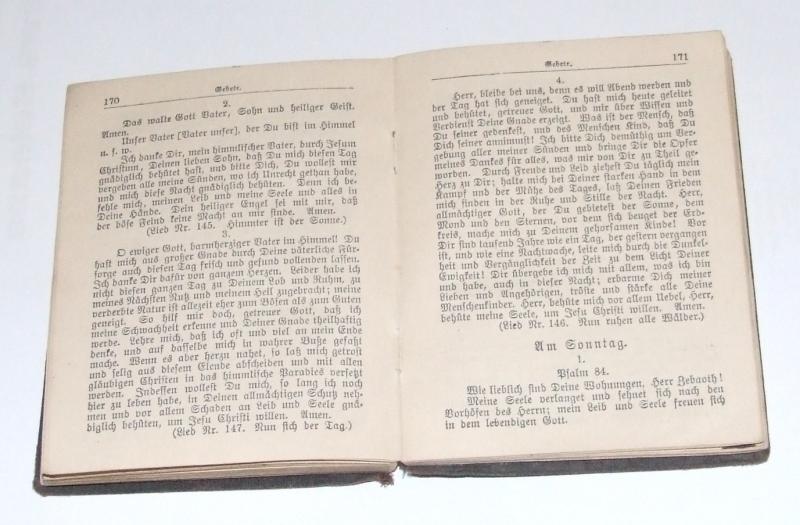 170
Gebete.
2.
Das walte Gott Vater, Sohn und heiliger Geist.
Amen.
Unser Vater [Vater unser], der Du bist im Himmel
u. s. w.
Ich danke Dir, mein himmlischer Vater, durch Jesum
Christum, Deinen lieben Sohn, daß Du mich diesen Tag
gnädiglich behütet hast, und bitte Dich, Du wollest mir
vergeben alle meine Sünden, wo ich Unrecht gethan habe,
und mich diese Nacht gnädiglich behüten. Denn ich be-
fehle mich, meinen Leib und meine Seele und alles in
Deine Hände. Dein heiliger Engel sei mit mir, daß
der böse Feind keine Macht an mir finde. Amen.
(Lied Nr. 145. Hinunter ist der Sonne.)
3.
O ewiger Gott, barmherziger Vater im Himmel! Du
hast mich aus großer Gnade durch Deine väterliche Für-
sorge auch diesen Tag frisch und gesund vollenden lassen.
Ich danke Dir dafür von ganzem Herzen. Leider habe ich
nicht diesen ganzen Tag zu Deinem Lob und Ruhm, zu
meines Nächsten Nutz und meinem Heil zugebracht; meine
verderbte Natur ist allezeit eher zum Bösen als zum Guten
geneigt. So hilf mir doch, getreuer Gott, daß ich
meine Schwachheit erkenne und Deiner Gnade theilhaftig
werde. Lehre mich, daß ich oft und viel an mein Ende
denke, und auf dasselbe mich in wahrer Buße gefaßt
mache. Wenn es aber herzu nahet, so laß mich getrost
und selig aus diesem Elende abscheiden und mit allen
gläubigen Christen in das himmlische Paradies versetzt
werden. Indessen wollest Du mich, so lang ich noch
hier zu leben habe, in Deinen allmächtigen Schutz neh-
men und vor allem Schaden an Leib und Seele gnä-
diglich behüten, um Jesu Christi willen. Amen.
(Lied Nr. 147. Nun sich der Tag.)
Gebete.
171
4.
Herr, bleibe bei uns, denn es will Abend werden und
der Tag hat sich geneiget. Du hast mich heute geleitet
und behütet, getreuer Gott, und mir über Wissen und
Verdienst Deine Gnade erzeigt. Was ist der Mensch, daß
Du seiner gedenkest, und des Menschen Kind, daß Du
Dich seiner annimmst! Ich bitte Dich demüthig um Ver-
gebung aller meiner Sünden und bringe Dir die Opfer
meines Dankes für alles, was mir von Dir zu Theil ge-
worden. Durch Freude und Leid ziehest Du täglich mein
Herz zu Dir; halte mich bei Deiner starken Hand in dem
Kampf und der Mühe des Tages, laß Deinen Frieden
mich finden in der Ruhe und Stille der Nacht. Herr,
allmächtiger Gott, der Du gebietest der Sonne, dem
Mond und den Sternen, vor dem sich beuget der Erd-
kreis, mache mich zu Deinem gehorsamen Kinde! Vor
Dir sind tausend Jahre wie ein Tag, der gestern vergangen
ist, und wie eine Nachtwache, leite mich durch die Dunkel-
heit und Vergänglichkeit der Zeit zu dem Licht Deiner
Ewigkeit! Dir übergebe ich mich mit allem, was ich bin
und habe, auch in dieser Nacht; erbarme Dich meiner
Lieben und Angehörigen, tröste und stärke alle Deine
Menschenkinder. Herr, behüte mich vor allem Uebel, Herr,
behüte meine Seele, um Jesu Christi willen. Amen.
(Lied Nr. 146. Nun ruhen alle Wälder.)
Am Sonntag.
1.
Psalm 84.
Wie lieblich sind Deine Wohnungen, Herr Zebaoth!
Meine Seele verlanget und sehnet sich nach den
Vorhöfen des Herrn; mein Leib und Seele freuen sich
in dem lebendigen Gott.